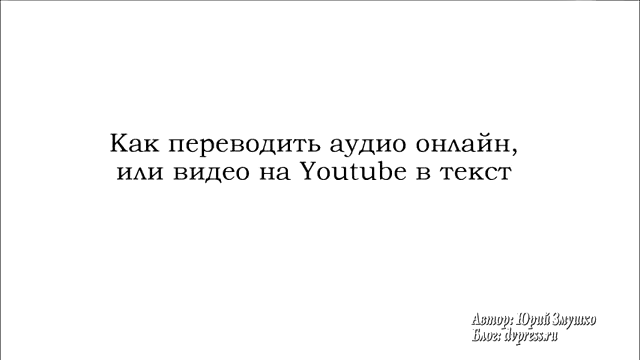 Как переводить аудио онлайн,
или видео на Youtube в текст
Автор: Юрий Змушко
Блог: dvpress.ru